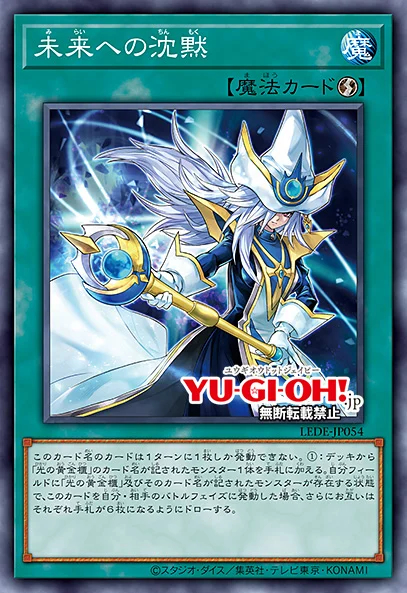 未来への沈黙
魔
【魔法カード】
ユウギオウドットジェイピー
YU-GI-OH!.jp
無断転載禁止
LEDE-JP054
このカード名のカードは1ターンに1枚しか発動できない。①：デッキから
「光の黄金櫃」のカード名が記されたモンスター1体を手札に加える。自分フィー
ルドに「光の黄金櫃」及びそのカード名が記されたモンスターが存在する状態
で、このカードを自分・相手のバトルフェイズに発動した場合、さらにお互いは
それぞれ手札が6枚になるようにドローする。
©スタジオ・ダイス／集英社・テレビ東京・KONAMI